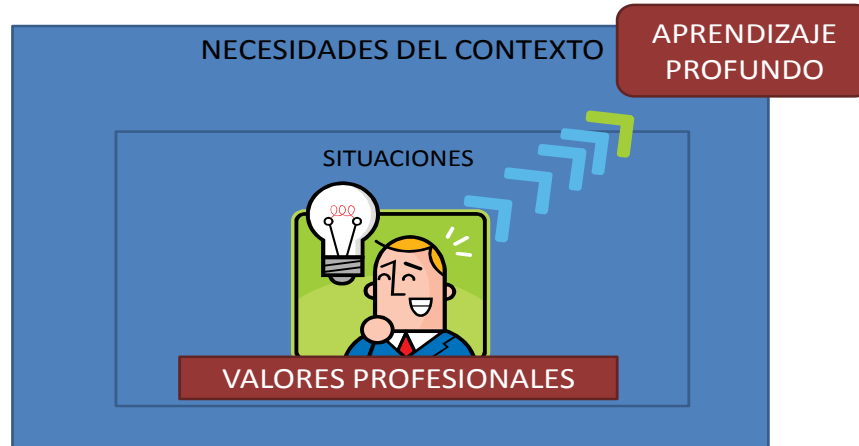 NECESIDADES DEL CONTEXTO
APRENDIZAJE
PROFUNDO
SITUACIONES
VALORES PROFESIONALES